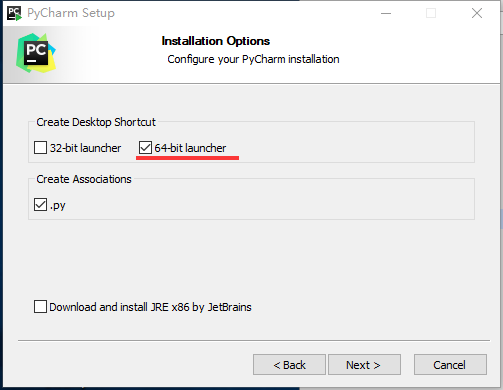 PC PyCharm Setup
PC
Installation Options
Configure your PyCharm installation
Create Desktop Shortcut
32-bit launcher 64-bit launcher
Create Associations
.py
Download and install JRE x86 by JetBrains
< Back Next > Cancel